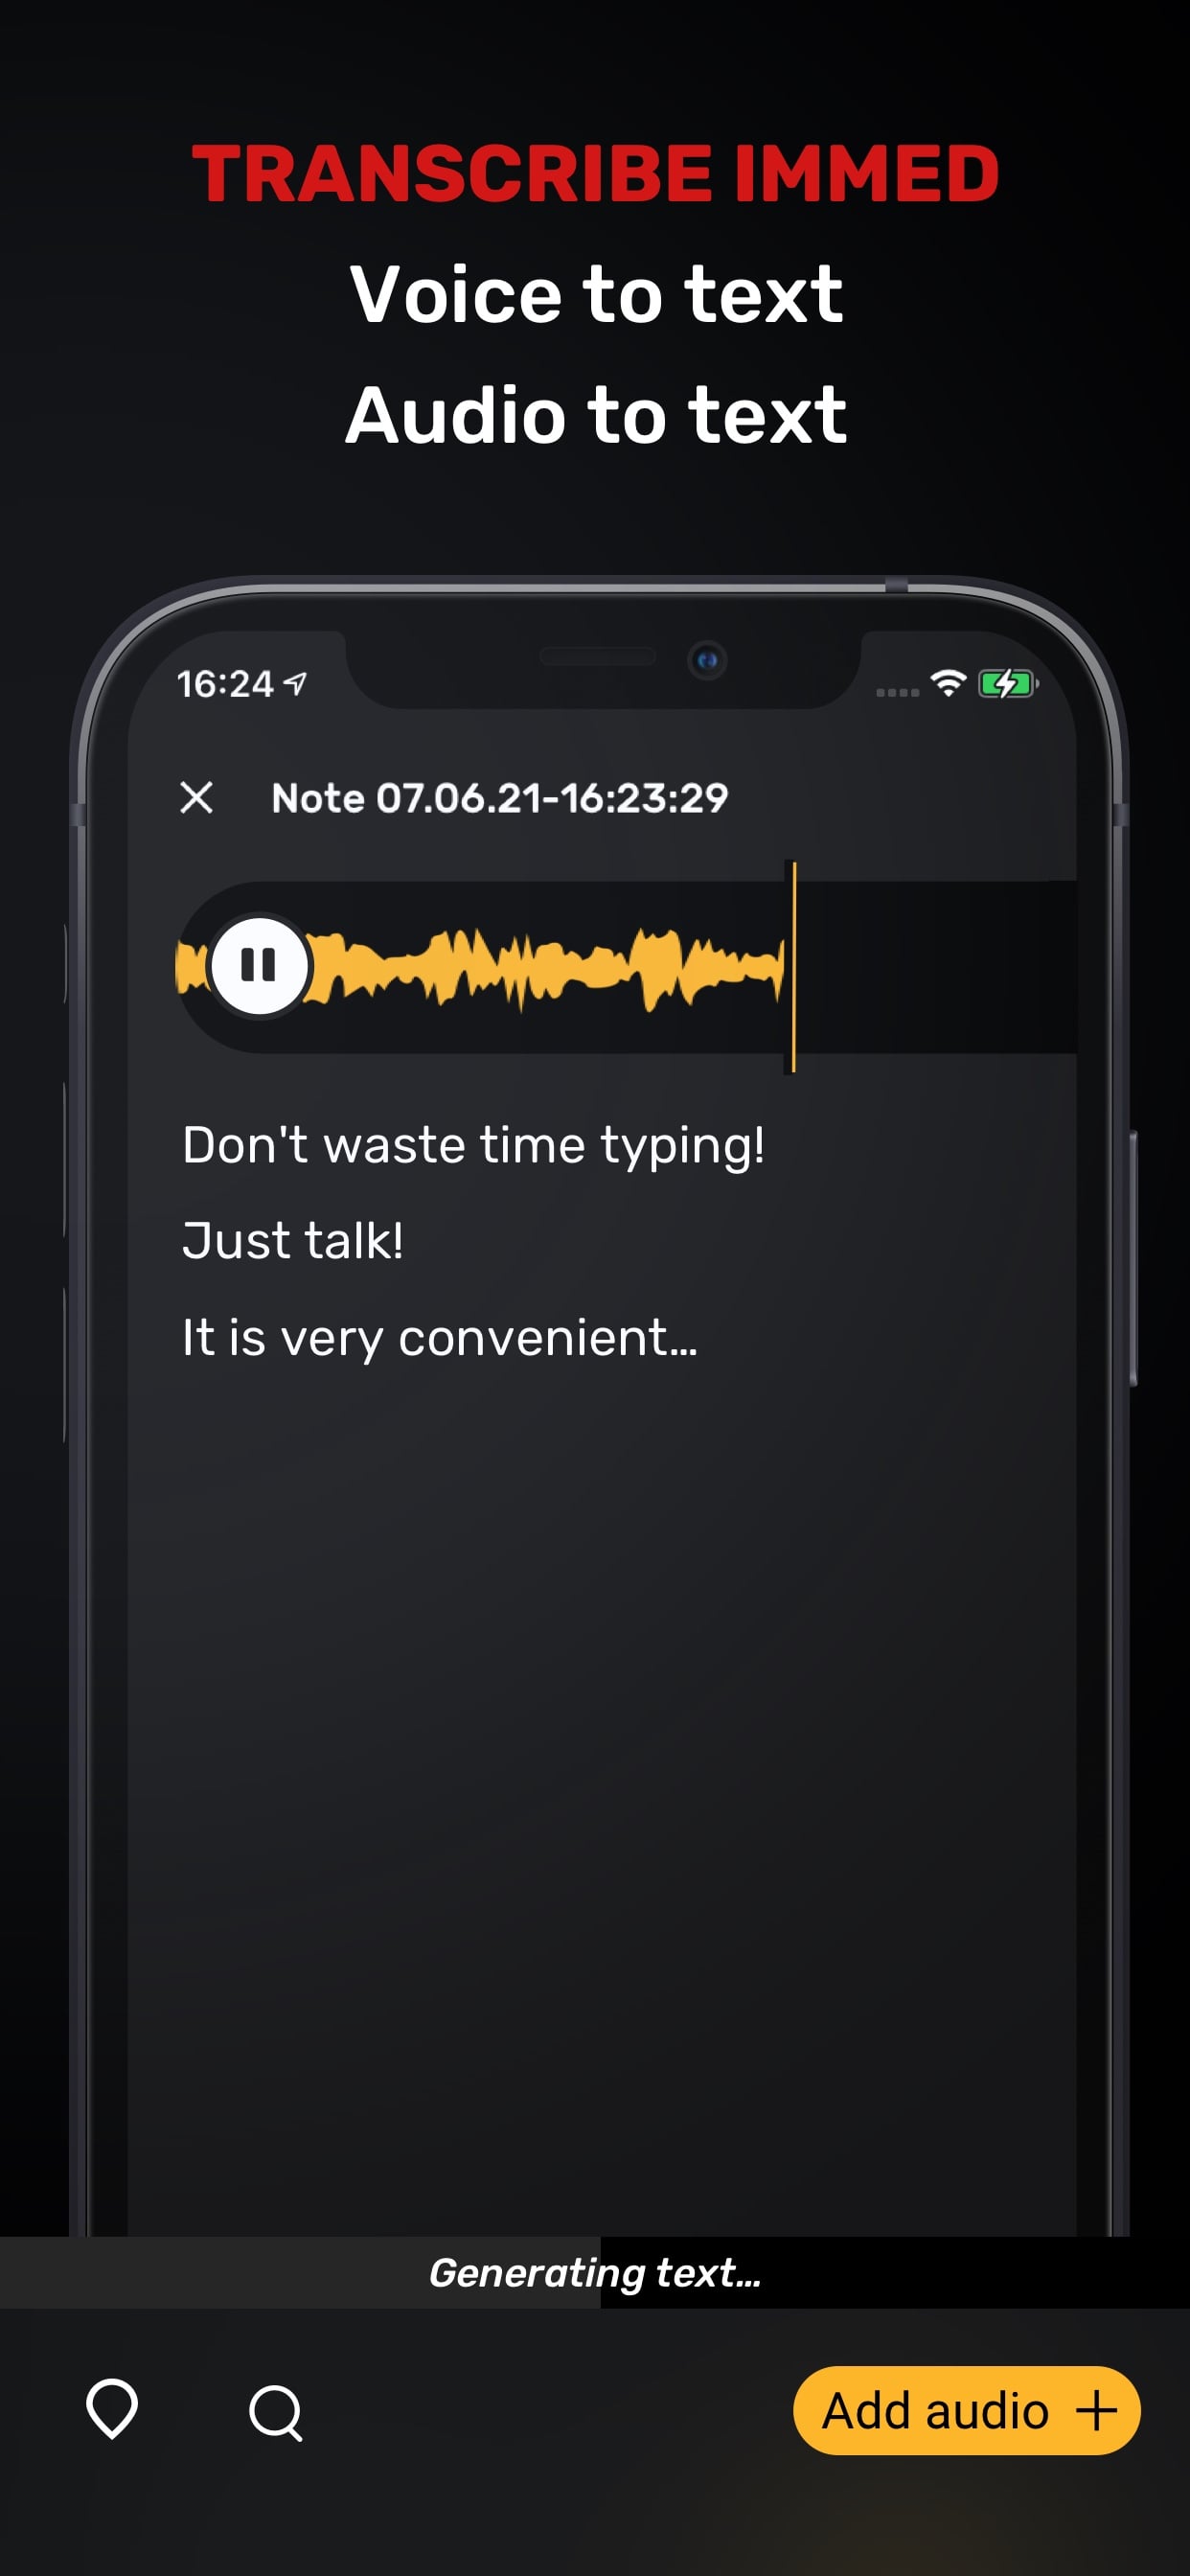 TRANSCRIBE IMMED
Voice to text
Audio to text
16:24
Note 07.06.21-16:23:29
Don't waste time typing!
Just talk!
It is very convenient...
Generating text...
Add audio +